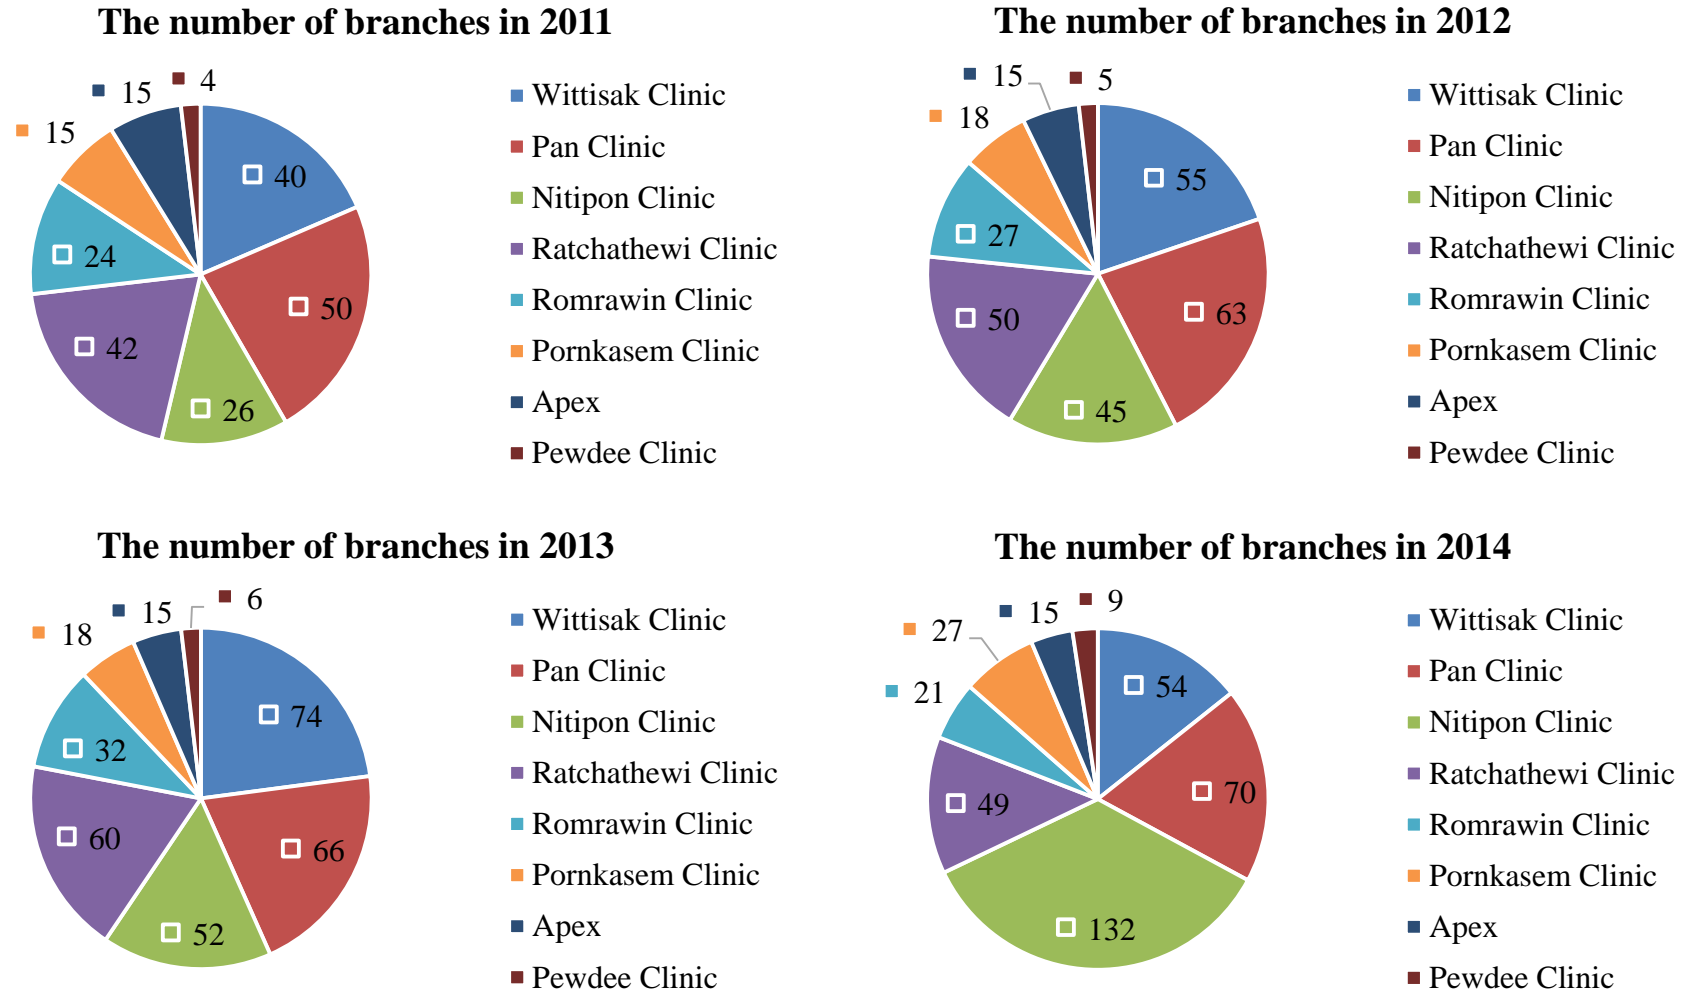 The number of branches in 2011
4
15
15
40
24
50
42
26
Wittisak Clinic
Pan Clinic
Nitipon Clinic
Ratchathewi Clinic
Romrawin Clinic
Pornkasem Clinic
Apex
Pewdee Clinic
The number of branches in 2012
15
5
18
55
27
63
50
45
Wittisak Clinic
Pan Clinic
Nitipon Clinic
Ratchathewi Clinic
Romrawin Clinic
Pornkasem Clinic
Apex
Pewdee Clinic
The number of branches in 2013
6
15
18
74
32
60
66
52
Wittisak Clinic
Pan Clinic
Nitipon Clinic
Ratchathewi Clinic
Romrawin Clinic
Pornkasem Clinic
Apex
Pewdee Clinic
The number of branches in 2014
15
9
27
21
54
70
49
132
Wittisak Clinic
Pan Clinic
Nitipon Clinic
Ratchathewi Clinic
Romrawin Clinic
Pornkasem Clinic
Apex
Pewdee Clinic